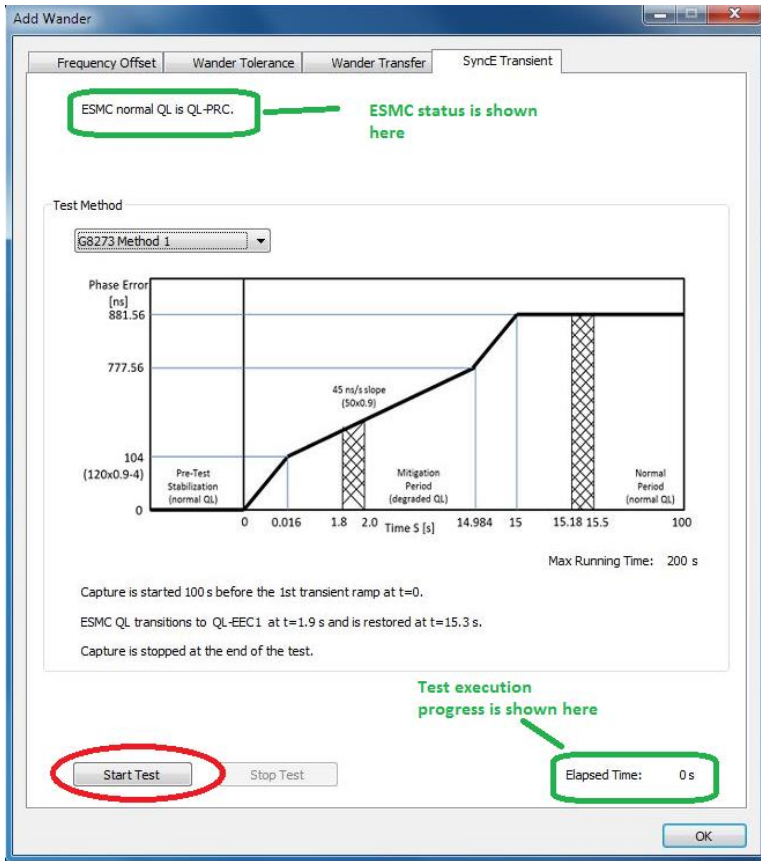 Add Wander
Frequency Offset
Wander Tolerance
Wander Transfer
SyncE Transient
ESMC normal QL is QL-PRC.
ESMC status is shown
here
Test Method
G8273 Method 1
Phase Error
[ns]
881.56
777.56
45 ns/s slope
(50x0.9)
104
(120x0.9-4)
Pre-Test
Stabilization
(normal QL)
Mitigation
Period
(degraded QL)
Normal
Period
(normal QL)
0
0 0.016 1.8 2.0 Time S [s] 14.984 15 15.18 15.5 100
Max Running Time: 200 s
Capture is started 100 s before the 1st transient ramp at t=0.
ESMC QL transitions to QL-EEC1 at t=1.9 s and is restored at t=15.3 s.
Capture is stopped at the end of the test.
Test execution
progress is shown here
Start Test
Stop Test
Elapsed Time: 0 s
OK